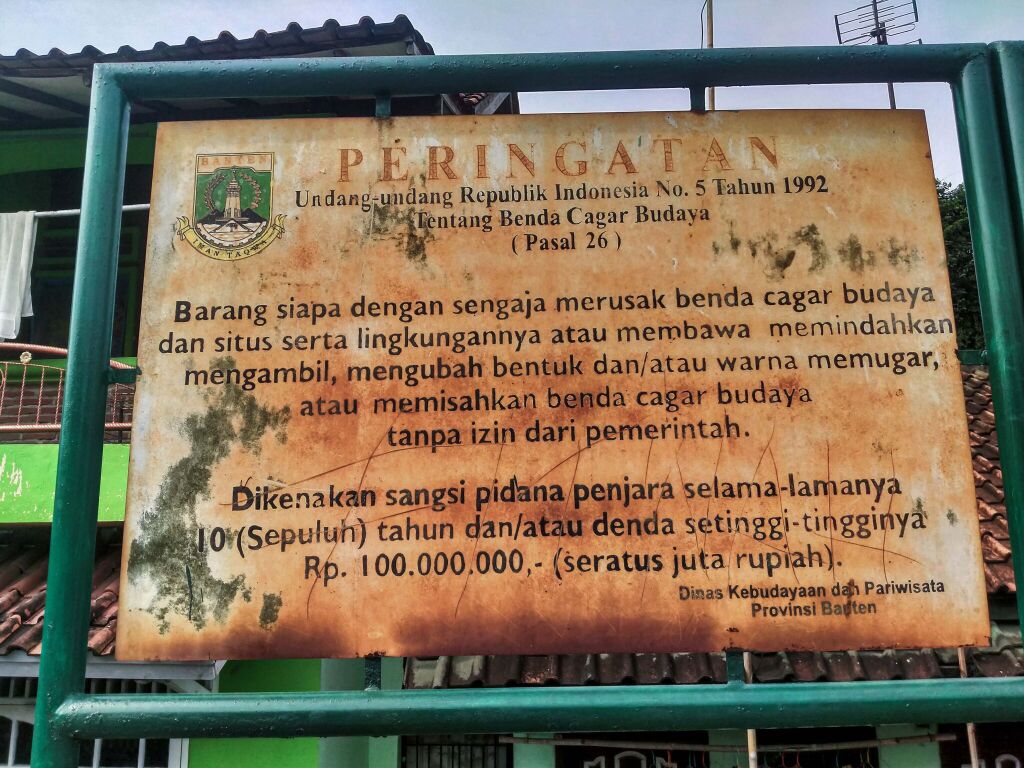 BANTEN
IMAN TAQWA
PERINGATAN
Undang-undang Republik Indonesia No. 5 Tahun 1992
Tentang Benda Cagar Budaya
( Pasal 26 )
Barang siapa dengan sengaja merusak benda cagar budaya
dan situs serta lingkungannya atau membawa memindahkan
mengambil, mengubah bentuk dan/atau warna memugar,
atau memisahkan benda cagar budaya
tanpa izin dari pemerintah.
Dikenakan sangsi pidana penjara selama-lamanya
10 (Sepuluh) tahun dan/atau denda setinggi-tingginya
Rp. 100.000.000,- (seratus juta rupiah).
Dinas Kebudayaan dan Pariwisata
Provinsi Banten